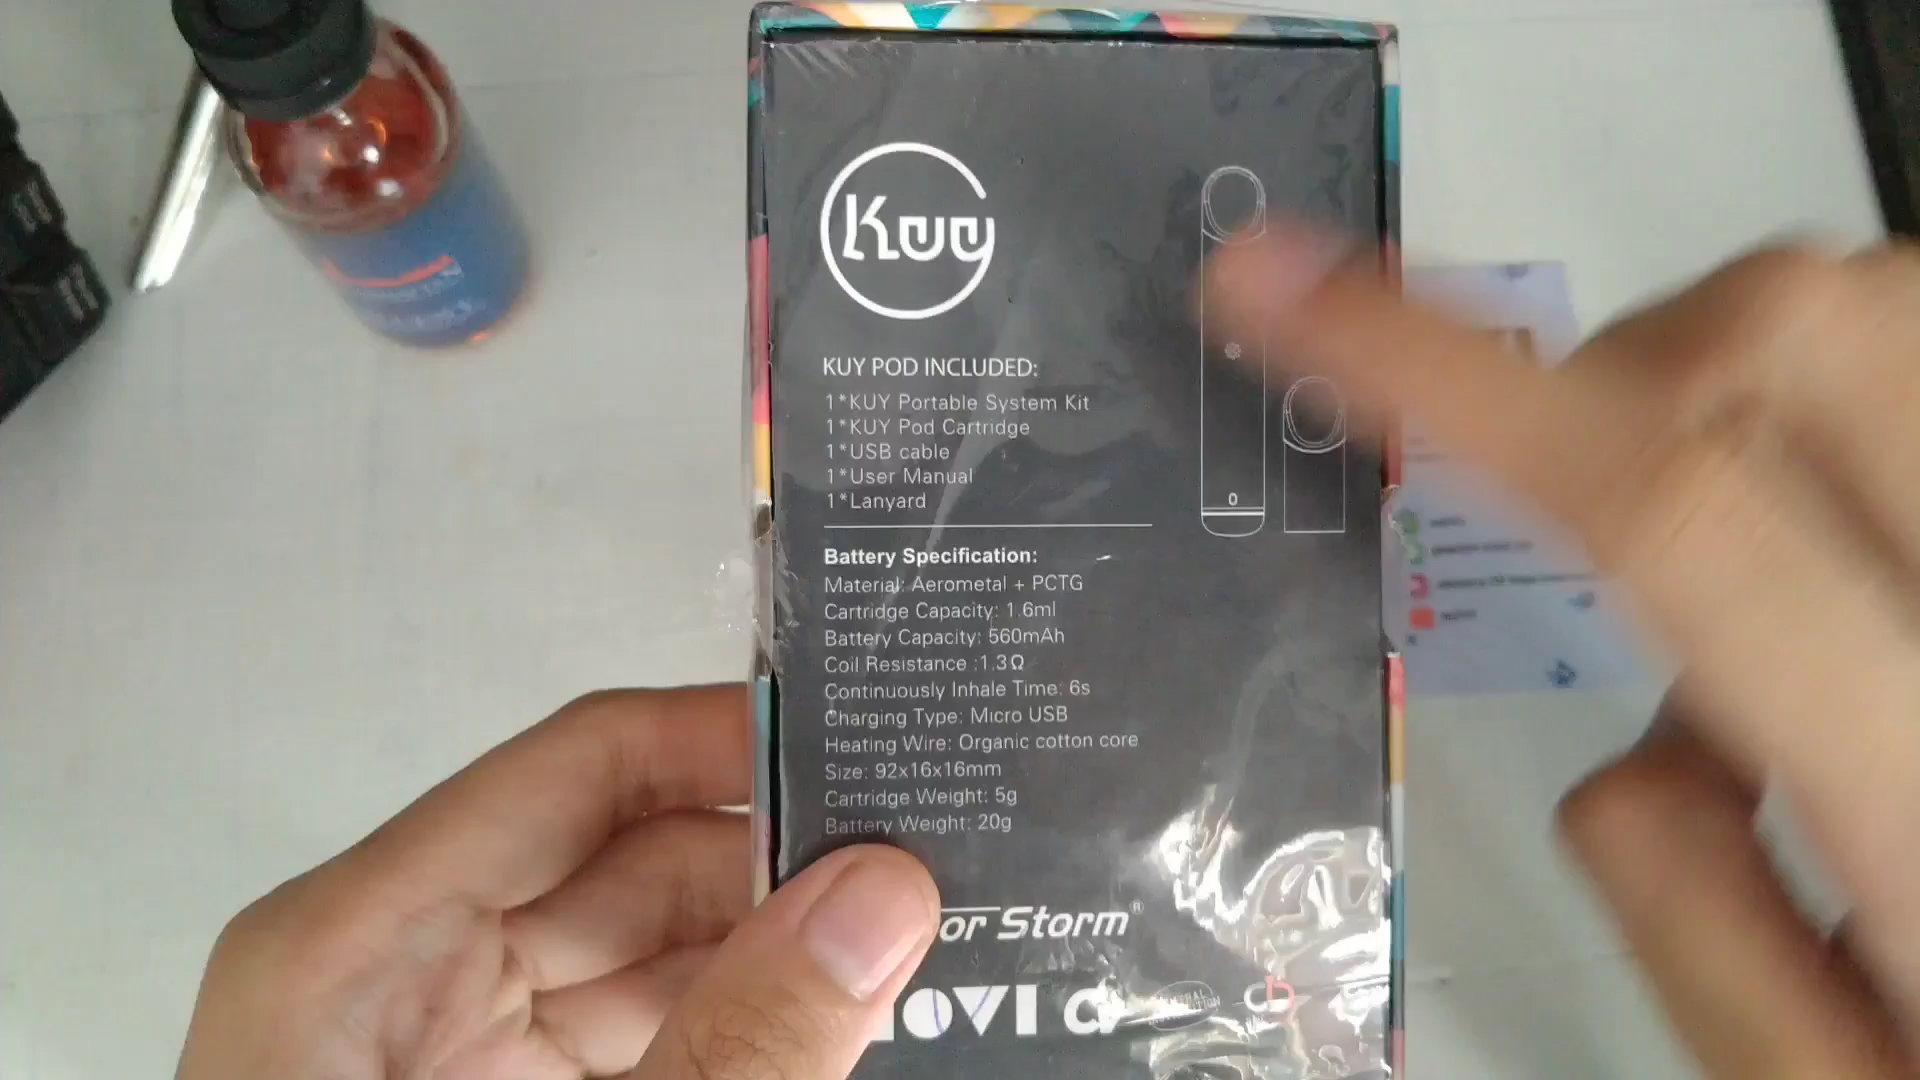 Kuy
KUY POD INCLUDED:
1*KUY Portable System Kit
1*KUY Pod Cartridge
1*USB cable
1*User Manual
1*Lanyard
Battery Specification:
Material: Aerometal + PCTG
Cartridge Capacity: 1.6ml
Battery Capacity: 560mAh
Coil Resistance :1.3Ω
Continuously Inhale Time: 6s
Charging Type: Micro USB
Heating Wire: Organic cotton core
Size: 92x16x16mm
Cartridge Weight: 5g
Battery Weight: 20g
or Storm®